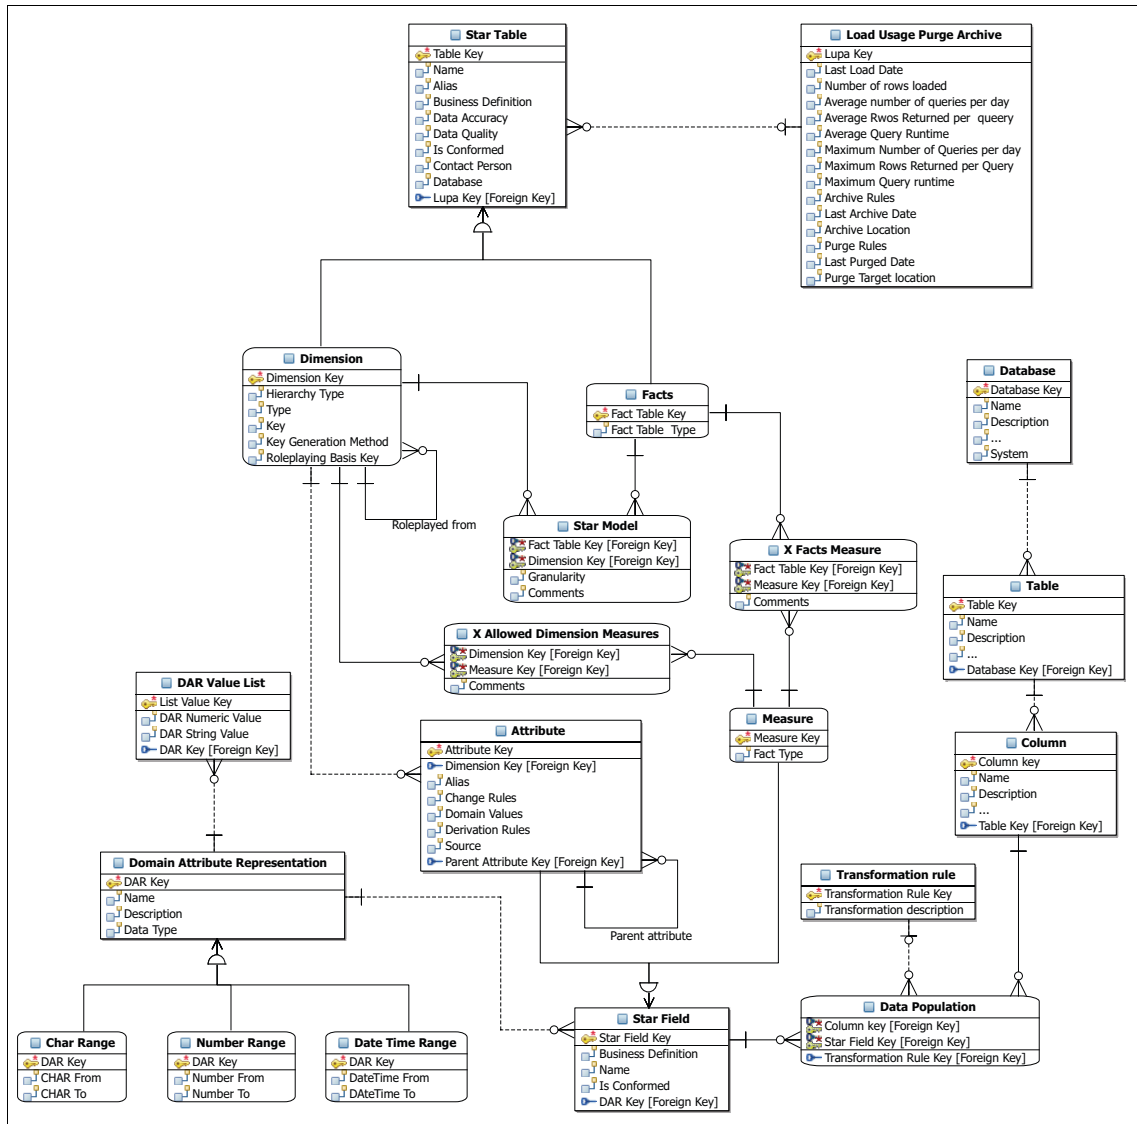 Star Table
Table Key
Name
Alias
Business Definition
Data Accuracy
Data Quality
Is Conformed
Contact Person
Database
Lupa Key [Foreign Key]
Load Usage Purge Archive
Lupa Key
Last Load Date
Number of rows loaded
Average number of queries per day
Average Rwos Returned per queery
Average Query Runtime
Maximum Number of Queries per day
Maximum Rows Returned per Query
Maximum Query runtime
Archive Rules
Last Archive Date
Archive Location
Purge Rules
Last Purged Date
Purge Target location
Dimension
Dimension Key
Hierarchy Type
Type
Key
Key Generation Method
Roleplaying Basis Key
Roleplayed from
Facts
Fact Table Key
Fact Table Type
Database
Database Key
Name
Description
...
System
Star Model
Fact Table Key [Foreign Key]
Dimension Key [Foreign Key]
Granularity
Comments
X Facts Measure
Fact Table Key [Foreign Key]
Measure Key [Foreign Key]
Comments
Table
Table Key
Name
Description
...
Database Key [Foreign Key]
X Allowed Dimension Measures
Dimension Key [Foreign Key]
Measure Key [Foreign Key]
Comments
DAR Value List
List Value Key
DAR Numeric Value
DAR String Value
DAR Key [Foreign Key]
Attribute
Attribute Key
Dimension Key [Foreign Key]
Alias
Change Rules
Domain Values
Derivation Rules
Source
Parent Attribute Key [Foreign Key]
Parent attribute
Measure
Measure Key
Fact Type
Column
Column key
Name
Description
...
Table Key [Foreign Key]
Domain Attribute Representation
DAR Key
Name
Description
Data Type
Transformation rule
Transformation Rule Key
Transformation description
Char Range
DAR Key
CHAR From
CHAR To
Number Range
DAR Key
Number From
Number To
Date Time Range
DAR Key
DateTime From
DAteTime To
Star Field
Star Field Key
Business Definition
Name
Is Conformed
DAR Key [Foreign Key]
Data Population
Column key [Foreign Key]
Star Field Key [Foreign Key]
Transformation Rule Key [Foreign Key]